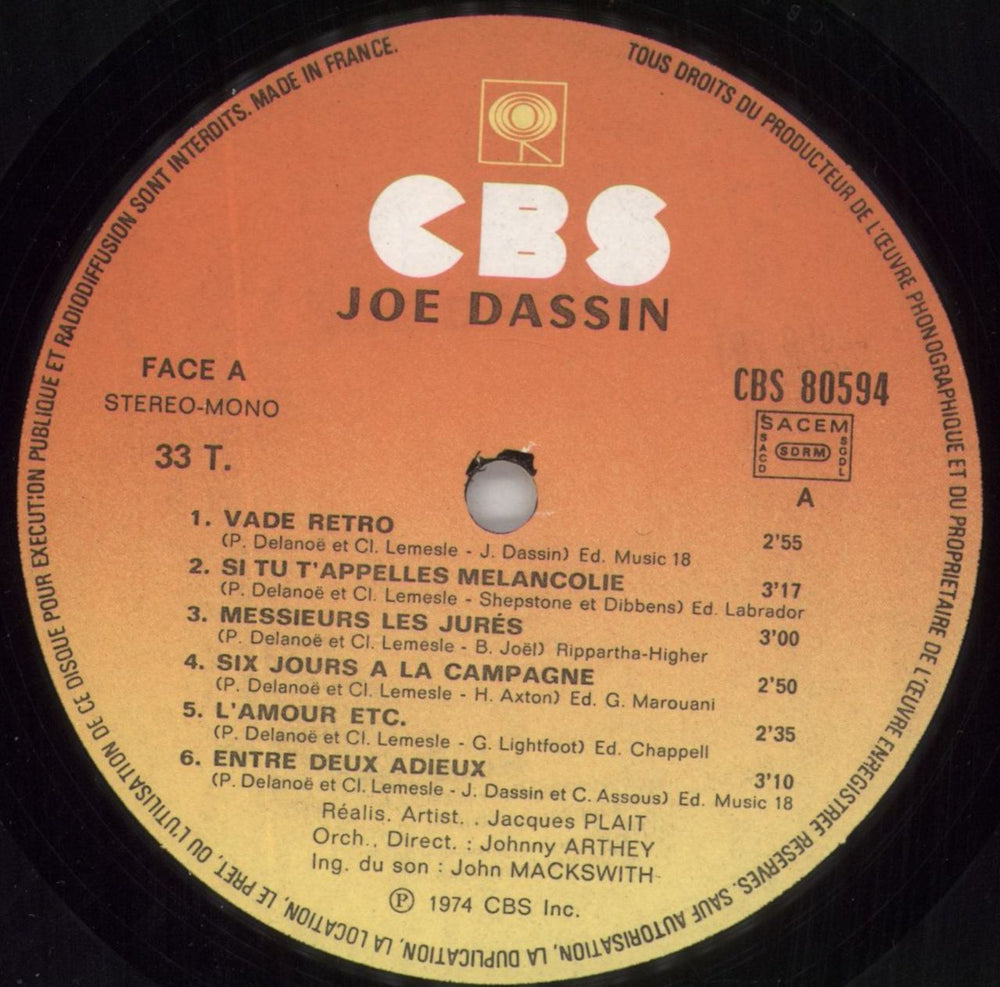 TOUS DROITS DU PRODUCTEUR DE L'ŒUVRE PHONOGRAPHIQUE ET DU PROPRIETAIRE DE L'ŒUVRE ENREGISTREE RESERVES. SAUF AUTORISATION, LA DUPLICATION, LA LOCATION, LE PRET, OU L'UTILISATION DE CE DISQUE POUR EXECUTION PUBLIQUE ET RADIODIFFUSION SONT INTERDITS. MADE IN FRANCE.
CBS
JOE DASSIN
FACE A
STEREO-MONO
33 T.
CBS 80594
SACEM
SACD SDRM SGDL
A
1. VADE RETRO 2'55
(P. Delanoë et Cl. Lemesle - J. Dassin) Ed. Music 18
2. SI TU T'APPELLES MELANCOLIE 3'17
(P. Delanoë et Cl. Lemesle - Shepstone et Dibbens) Ed. Labrador
3. MESSIEURS LES JURÉS 3'00
(P. Delanoë et Cl. Lemesle - B. Joël) Rippartha-Higher
4. SIX JOURS A LA CAMPAGNE 2'50
(P. Delanoë et Cl. Lemesle - H. Axton) Ed. G. Marouani
5. L'AMOUR ETC. 2'35
(P. Delanoë et Cl. Lemesle - G. Lightfoot) Ed. Chappell
6. ENTRE DEUX ADIEUX 3'10
(P. Delanoë et Cl. Lemesle - J. Dassin et C. Assous) Ed. Music 18
Réalis. Artist. . Jacques PLAIT
Orch., Direct. : Johnny ARTHEY
Ing. du son : John MACKSWITH
Ⓟ 1974 CBS Inc.